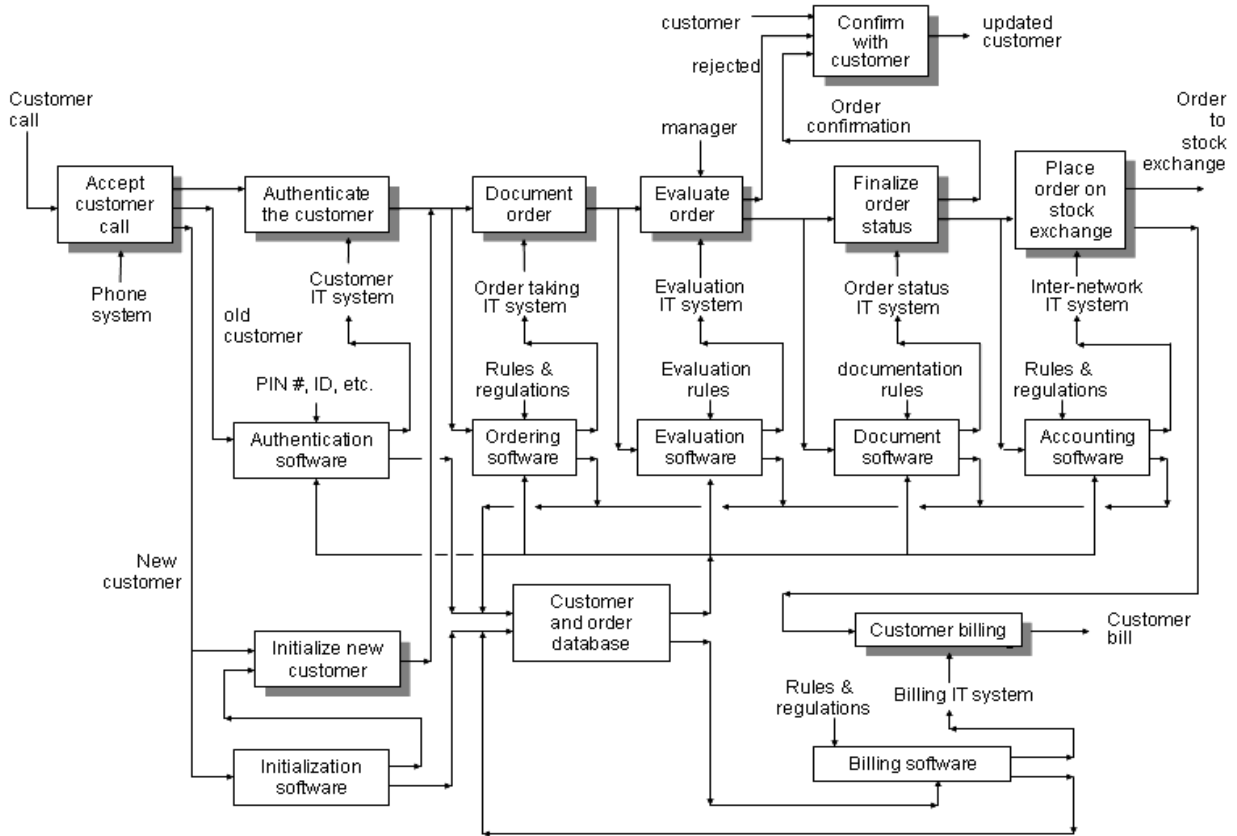 customer
Confirm
with
customer
updated
customer
rejected
Customer
call
manager
Order
confirmation
Order
to
stock
exchange
Accept
customer
call
Authenticate
the customer
Document
order
Evaluate
order
Finalize
order
status
Place
order on
stock
exchange
Phone
system
old
customer
Customer
IT system
Order taking
IT system
Evaluation
IT system
Order status
IT system
Inter-network
IT system
PIN #, ID, etc.
Rules &
regulations
Evaluation
rules
documentation
rules
Rules &
regulations
Authentication
software
Ordering
software
Evaluation
software
Document
software
Accounting
software
New
customer
Customer
and order
database
Customer billing
Customer
bill
Initialize new
customer
Rules &
regulations
Billing IT system
Initialization
software
Billing software